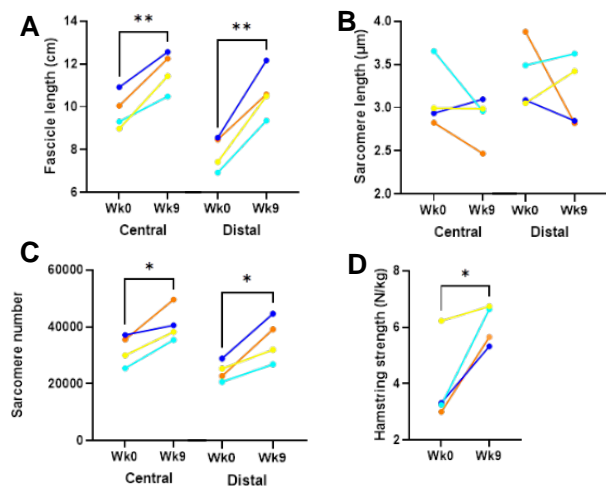 A
**
**
Fascicle length (cm)
14
12
10
8
6
Wk0 Wk9 Wk0 Wk9
Central Distal
B
Sarcomere length (μm)
4.0
3.5
3.0
2.5
2.0
Wk0 Wk9 Wk0 Wk9
Central Distal
C
*
*
Sarcomere number
60000
40000
20000
0
Wk0 Wk9 Wk0 Wk9
Central Distal
D
*
Hamstring strength (N/kg)
8
6
4
2
Wk0 Wk9